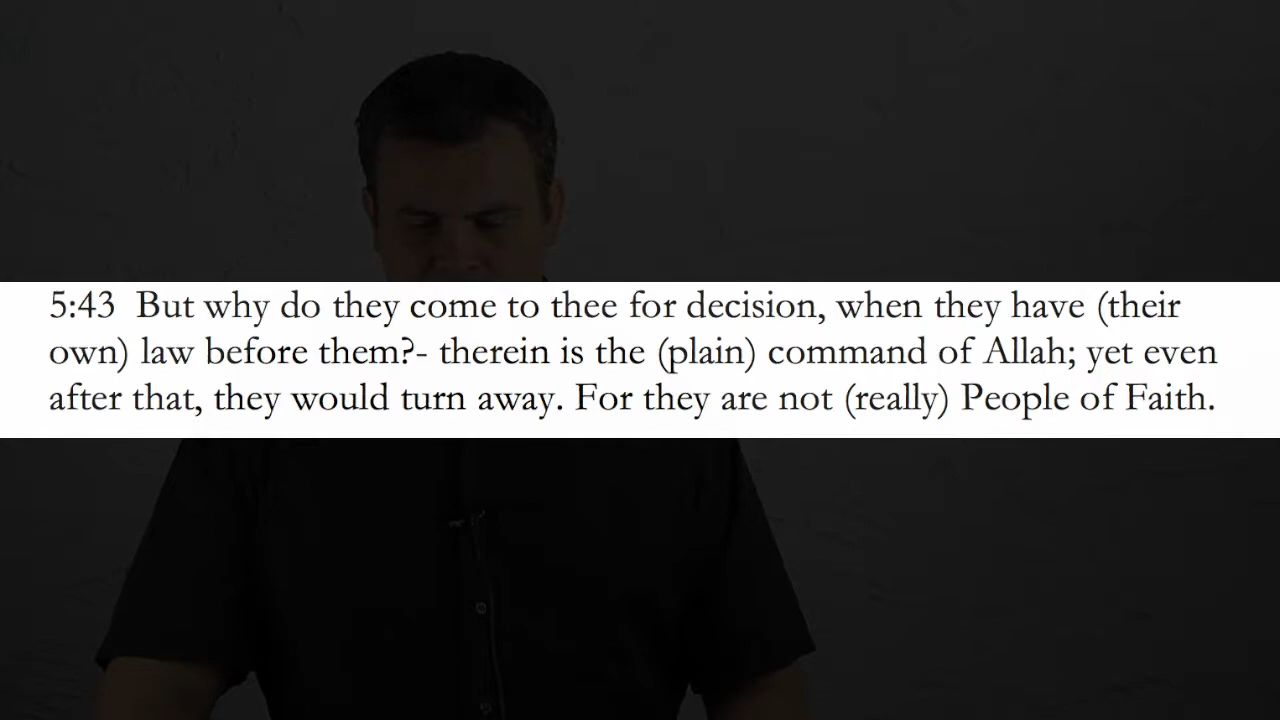 5:43 But why do they come to thee for decision, when they have (their
own) law before them?- therein is the (plain) command of Allah; yet even
after that, they would turn away. For they are not (really) People of Faith.